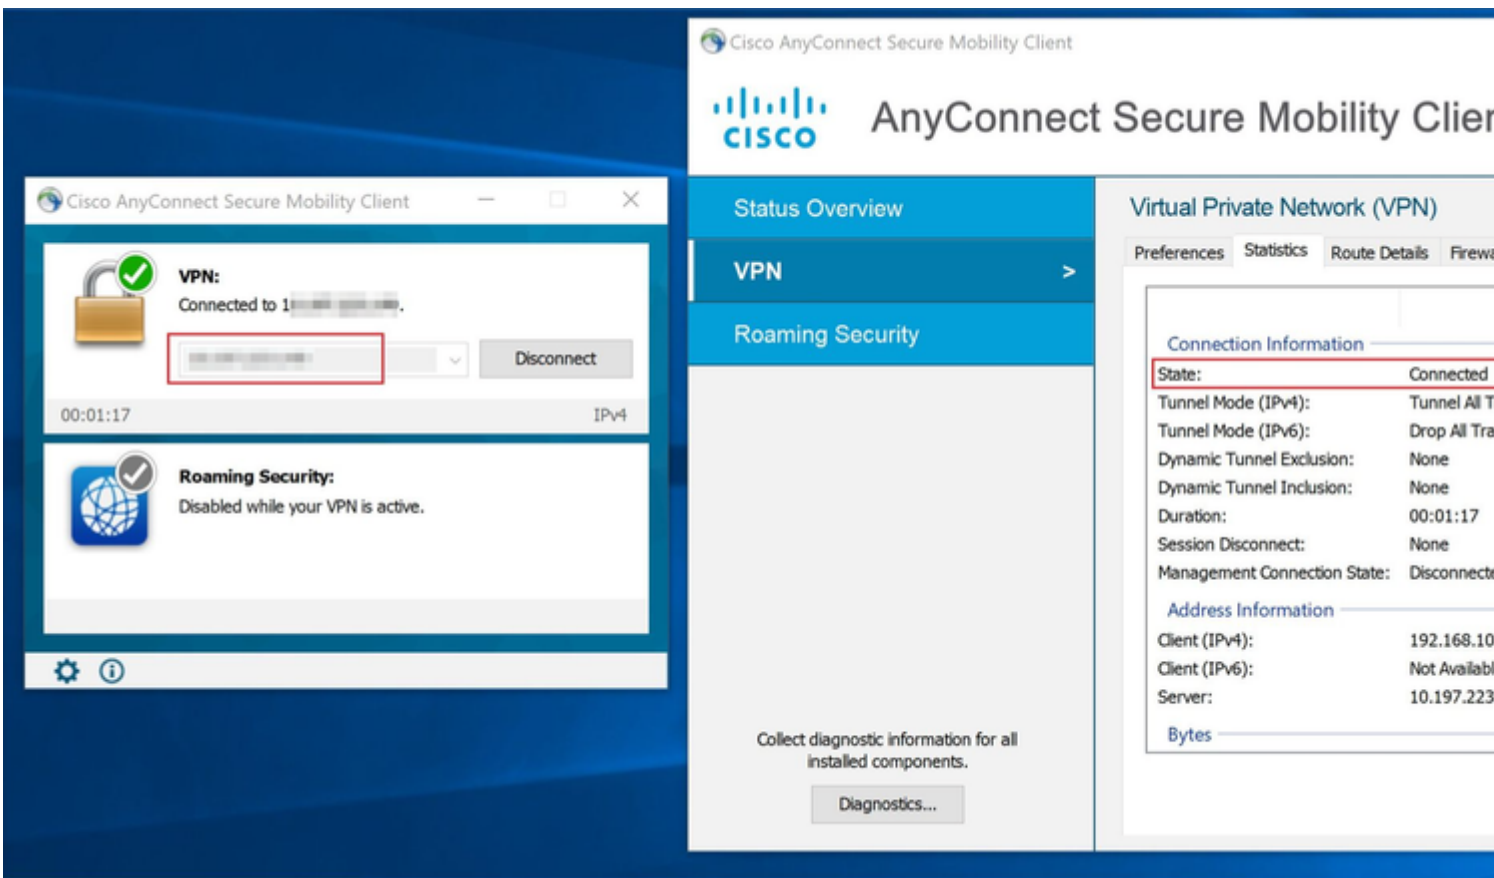 Cisco AnyConnect Secure Mobility Client
VPN:
Connected to
Disconnect
00:01:17 IPv4
Roaming Security:
Disabled while your VPN is active.
Cisco AnyConnect Secure Mobility Client
CISCO
AnyConnect Secure Mobility Clien
Status Overview
VPN >
Roaming Security
Collect diagnostic information for all
installed components.
Diagnostics...
Virtual Private Network (VPN)
Preferences Statistics Route Details Firewa
Connection Information
State: Connected
Tunnel Mode (IPv4): Tunnel All T
Tunnel Mode (IPv6): Drop All Tra
Dynamic Tunnel Exclusion: None
Dynamic Tunnel Inclusion: None
Duration: 00:01:17
Session Disconnect: None
Management Connection State: Disconnecte
Address Information
Client (IPv4): 192.168.10
Client (IPv6): Not Availabl
Server: 10.197.223
Bytes